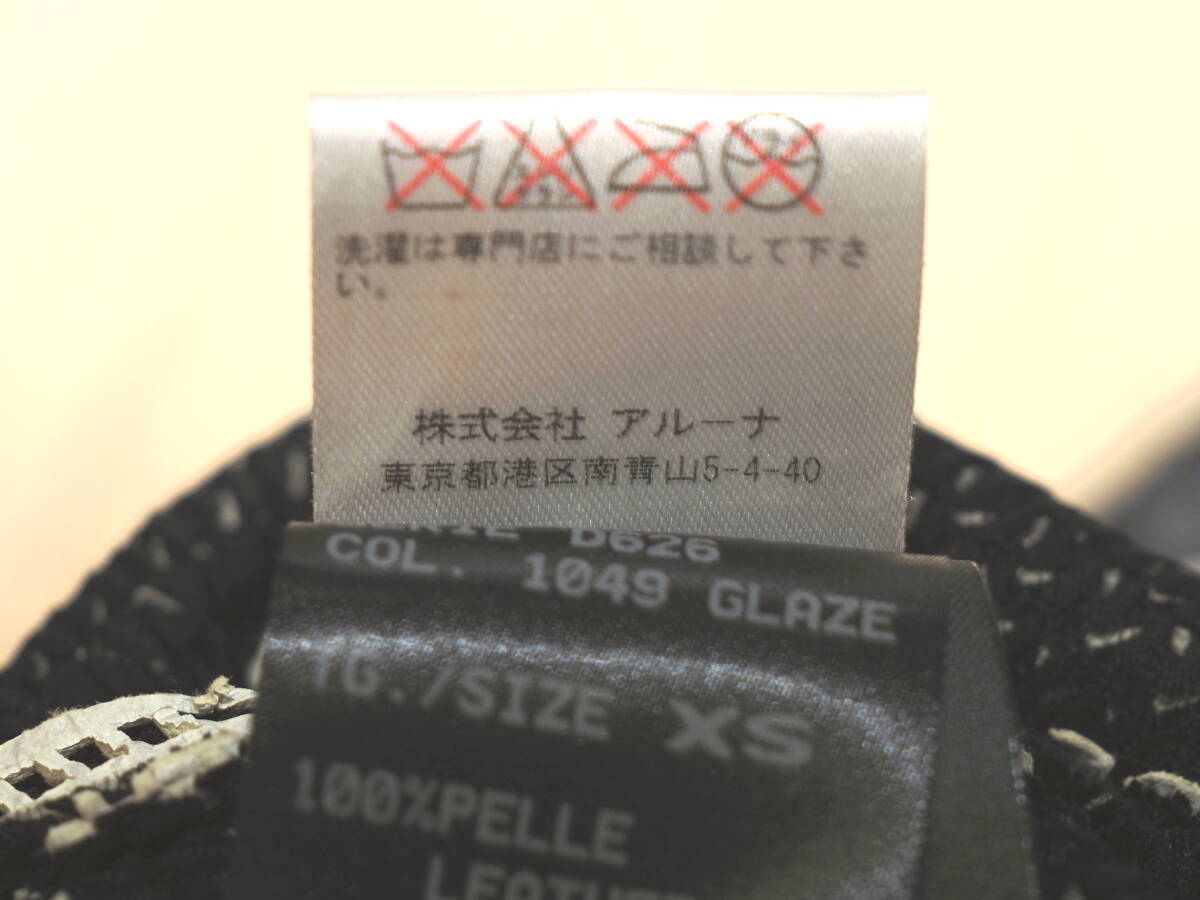 洗濯は専門店にご相談して下さ
い。
株式会社 アルーナ
東京都港区南青山5-4-40
D626
COL. 1049 GLAZE
TG./SIZE XS
100%PELLE